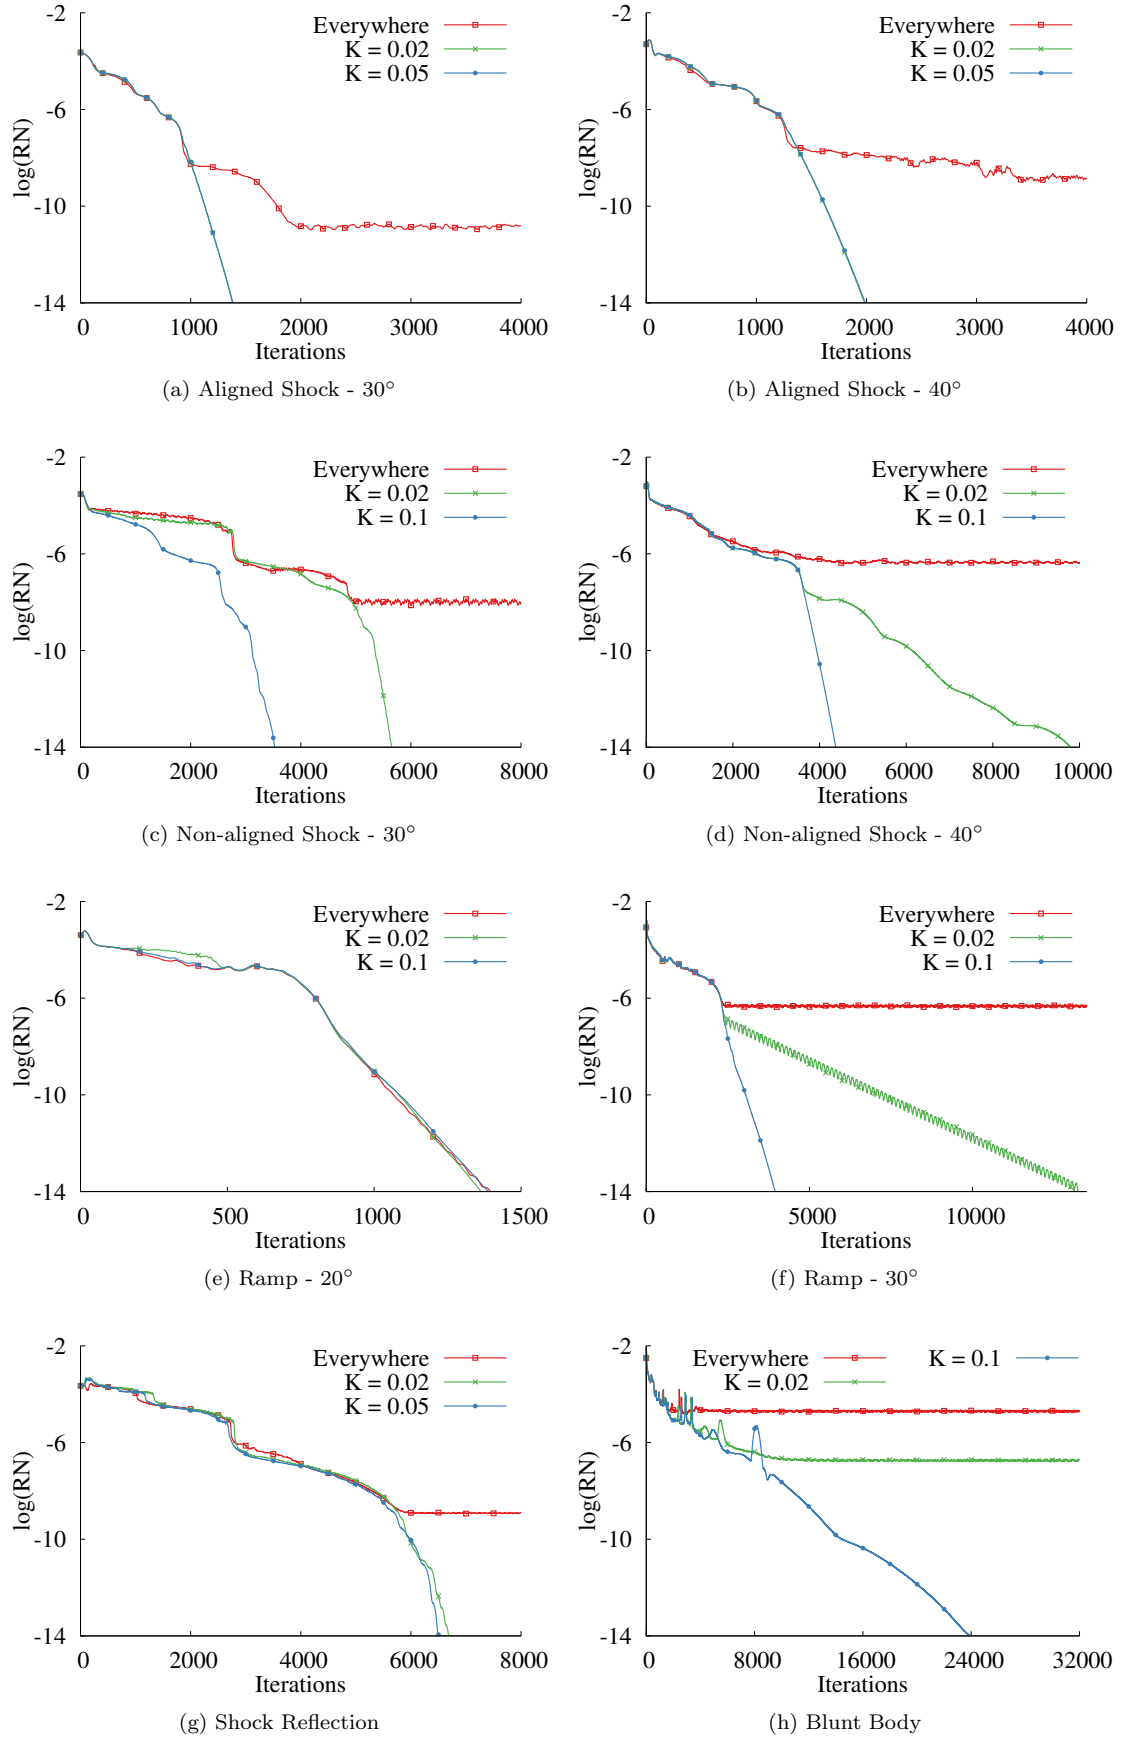 -2
-6
-10
-14
log(RN)
Everywhere
K = 0.02
K = 0.05
0 1000 2000 3000 4000
Iterations
(a) Aligned Shock - 30°
-2
-6
-10
-14
log(RN)
Everywhere
K = 0.02
K = 0.05
0 1000 2000 3000 4000
Iterations
(b) Aligned Shock - 40°
-2
-6
-10
-14
log(RN)
Everywhere
K = 0.02
K = 0.1
0 2000 4000 6000 8000
Iterations
(c) Non-aligned Shock - 30°
-2
-6
-10
-14
log(RN)
Everywhere
K = 0.02
K = 0.1
0 2000 4000 6000 8000 10000
Iterations
(d) Non-aligned Shock - 40°
-2
-6
-10
-14
log(RN)
Everywhere
K = 0.02
K = 0.1
0 500 1000 1500
Iterations
(e) Ramp - 20°
-2
-6
-10
-14
log(RN)
Everywhere
K = 0.02
K = 0.1
0 5000 10000
Iterations
(f) Ramp - 30°
-2
-6
-10
-14
log(RN)
Everywhere
K = 0.02
K = 0.05
0 2000 4000 6000 8000
Iterations
(g) Shock Reflection
-2
-6
-10
-14
log(RN)
Everywhere K = 0.1
K = 0.02
0 8000 16000 24000 32000
Iterations
(h) Blunt Body